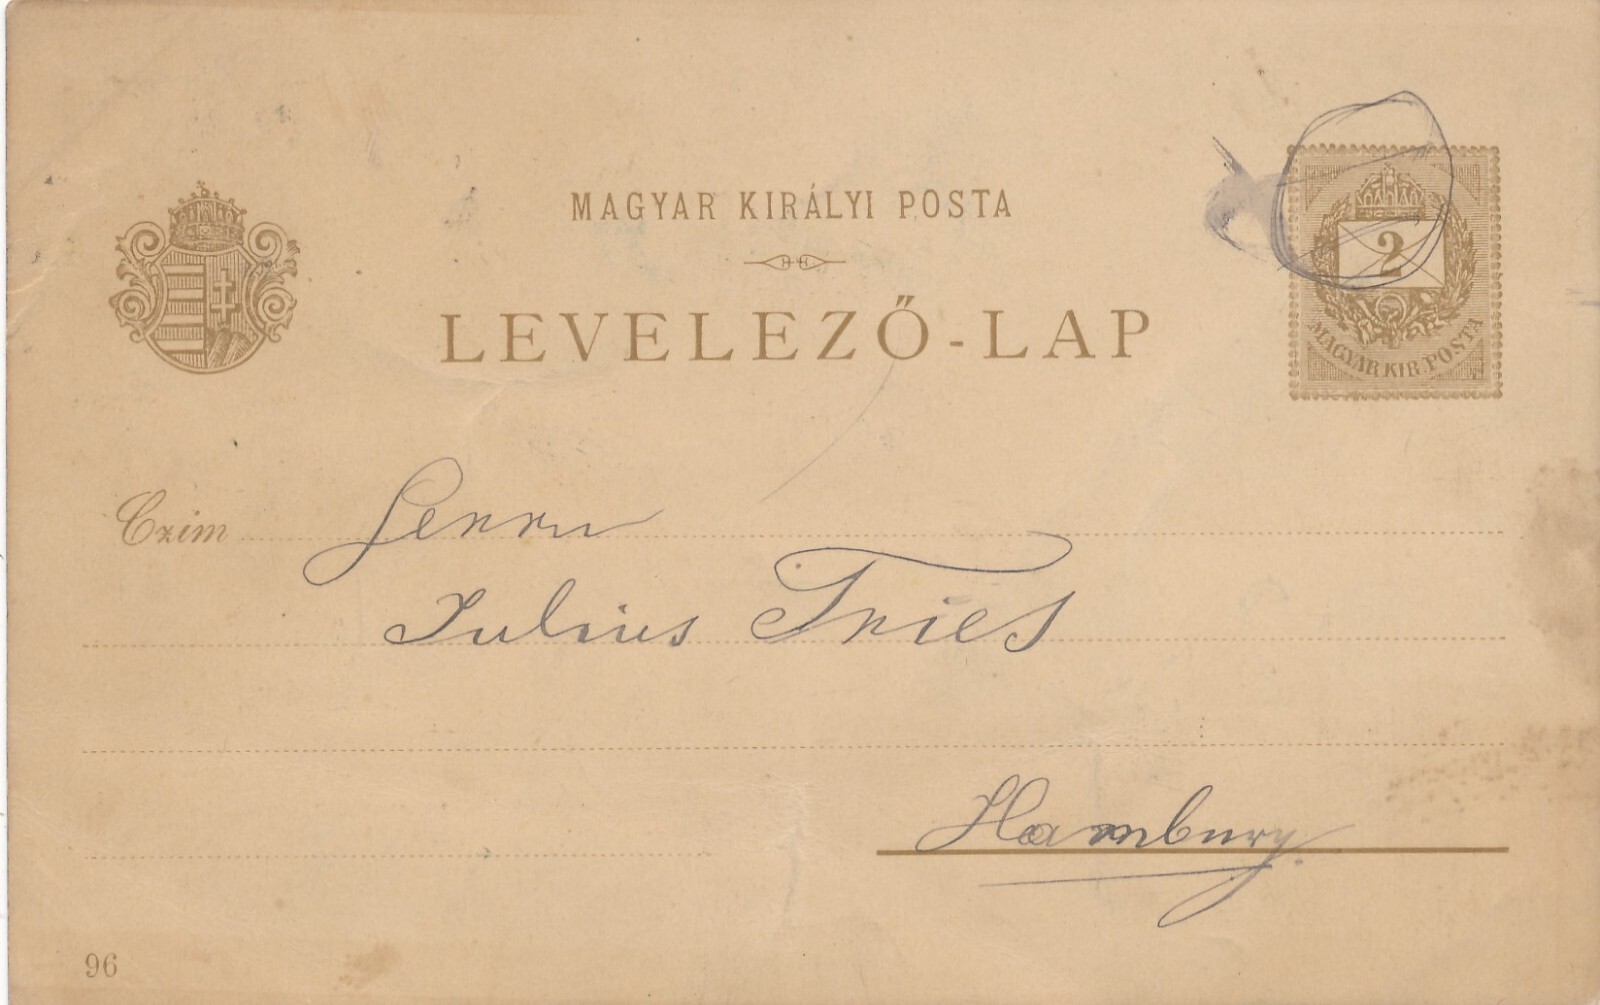 MAGYAR KIRÁLYI POSTA
LEVELEZŐ-LAP
2
MAGYAR KIR. POSTA
Czim
Herrn
Julius Fries
Hamburg.
96